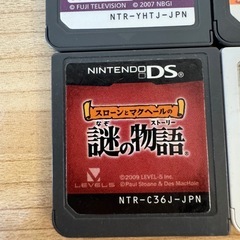 © FUJI TELEVISION © 2007 NBGI
NTR-YHTJ-JPN
NINTENDO DS
スローンとマクヘールの
謎の物語
なぞ ストーリー
LEVEL5
©2009 LEVEL-5 Inc.
©Paul Sloane & Des MacHale
NTR-C36J-JPN